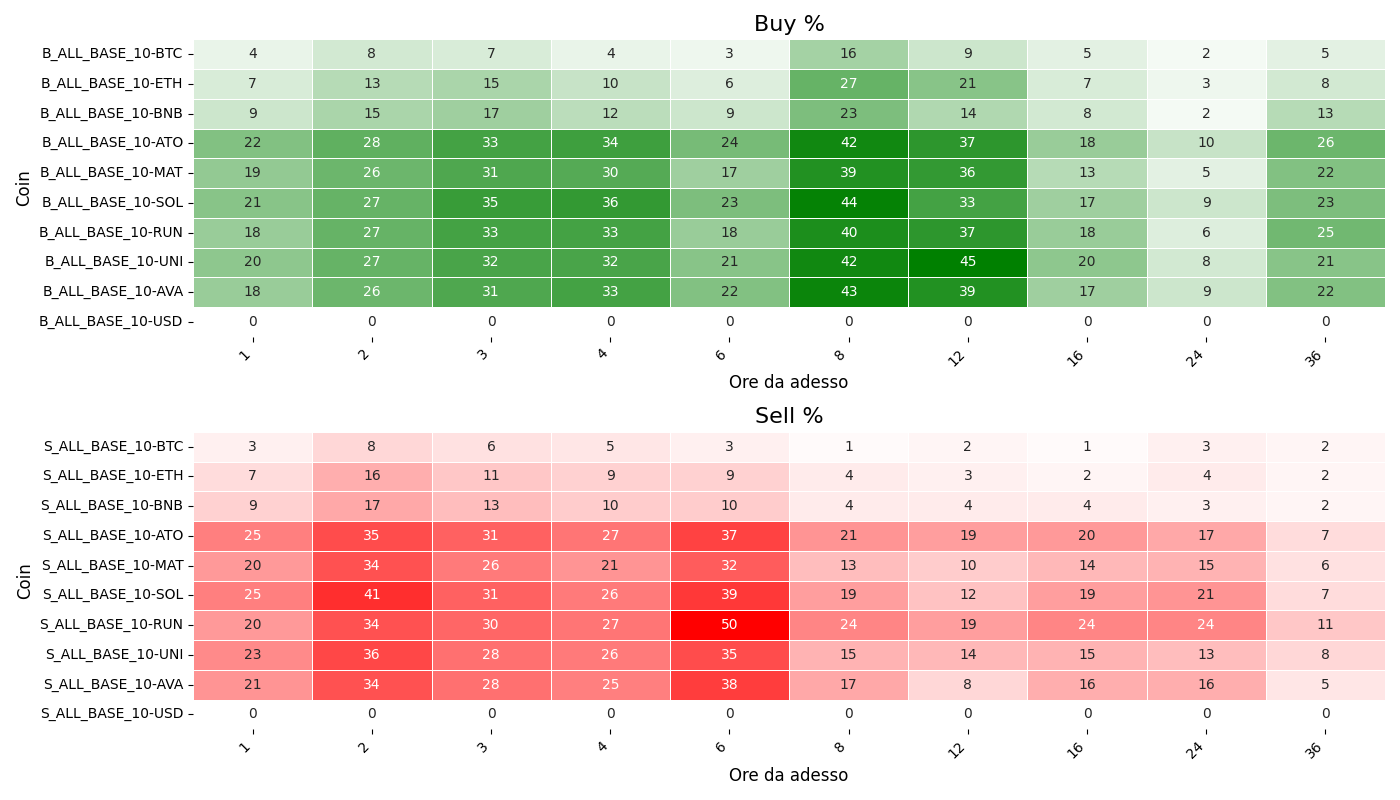 Buy %
Coin
B_ALL_BASE_10-BTC 4 8 7 4 3 16 9 5 2 5
B_ALL_BASE_10-ETH 7 13 15 10 6 27 21 7 3 8
B_ALL_BASE_10-BNB 9 15 17 12 9 23 14 8 2 13
B_ALL_BASE_10-ATO 22 28 33 34 24 42 37 18 10 26
B_ALL_BASE_10-MAT 19 26 31 30 17 39 36 13 5 22
B_ALL_BASE_10-SOL 21 27 35 36 23 44 33 17 9 23
B_ALL_BASE_10-RUN 18 27 33 33 18 40 37 18 6 25
B_ALL_BASE_10-UNI 20 27 32 32 21 42 45 20 8 21
B_ALL_BASE_10-AVA 18 26 31 33 22 43 39 17 9 22
B_ALL_BASE_10-USD 0 0 0 0 0 0 0 0 0 0
1 2 3 4 6 8 12 16 24 36
Ore da adesso
Sell %
Coin
S_ALL_BASE_10-BTC 3 8 6 5 3 1 2 1 3 2
S_ALL_BASE_10-ETH 7 16 11 9 9 4 3 2 4 2
S_ALL_BASE_10-BNB 9 17 13 10 10 4 4 4 3 2
S_ALL_BASE_10-ATO 25 35 31 27 37 21 19 20 17 7
S_ALL_BASE_10-MAT 20 34 26 21 32 13 10 14 15 6
S_ALL_BASE_10-SOL 25 41 31 26 39 19 12 19 21 7
S_ALL_BASE_10-RUN 20 34 30 27 50 24 19 24 24 11
S_ALL_BASE_10-UNI 23 36 28 26 35 15 14 15 13 8
S_ALL_BASE_10-AVA 21 34 28 25 38 17 8 16 16 5
S_ALL_BASE_10-USD 0 0 0 0 0 0 0 0 0 0
1 2 3 4 6 8 12 16 24 36
Ore da adesso